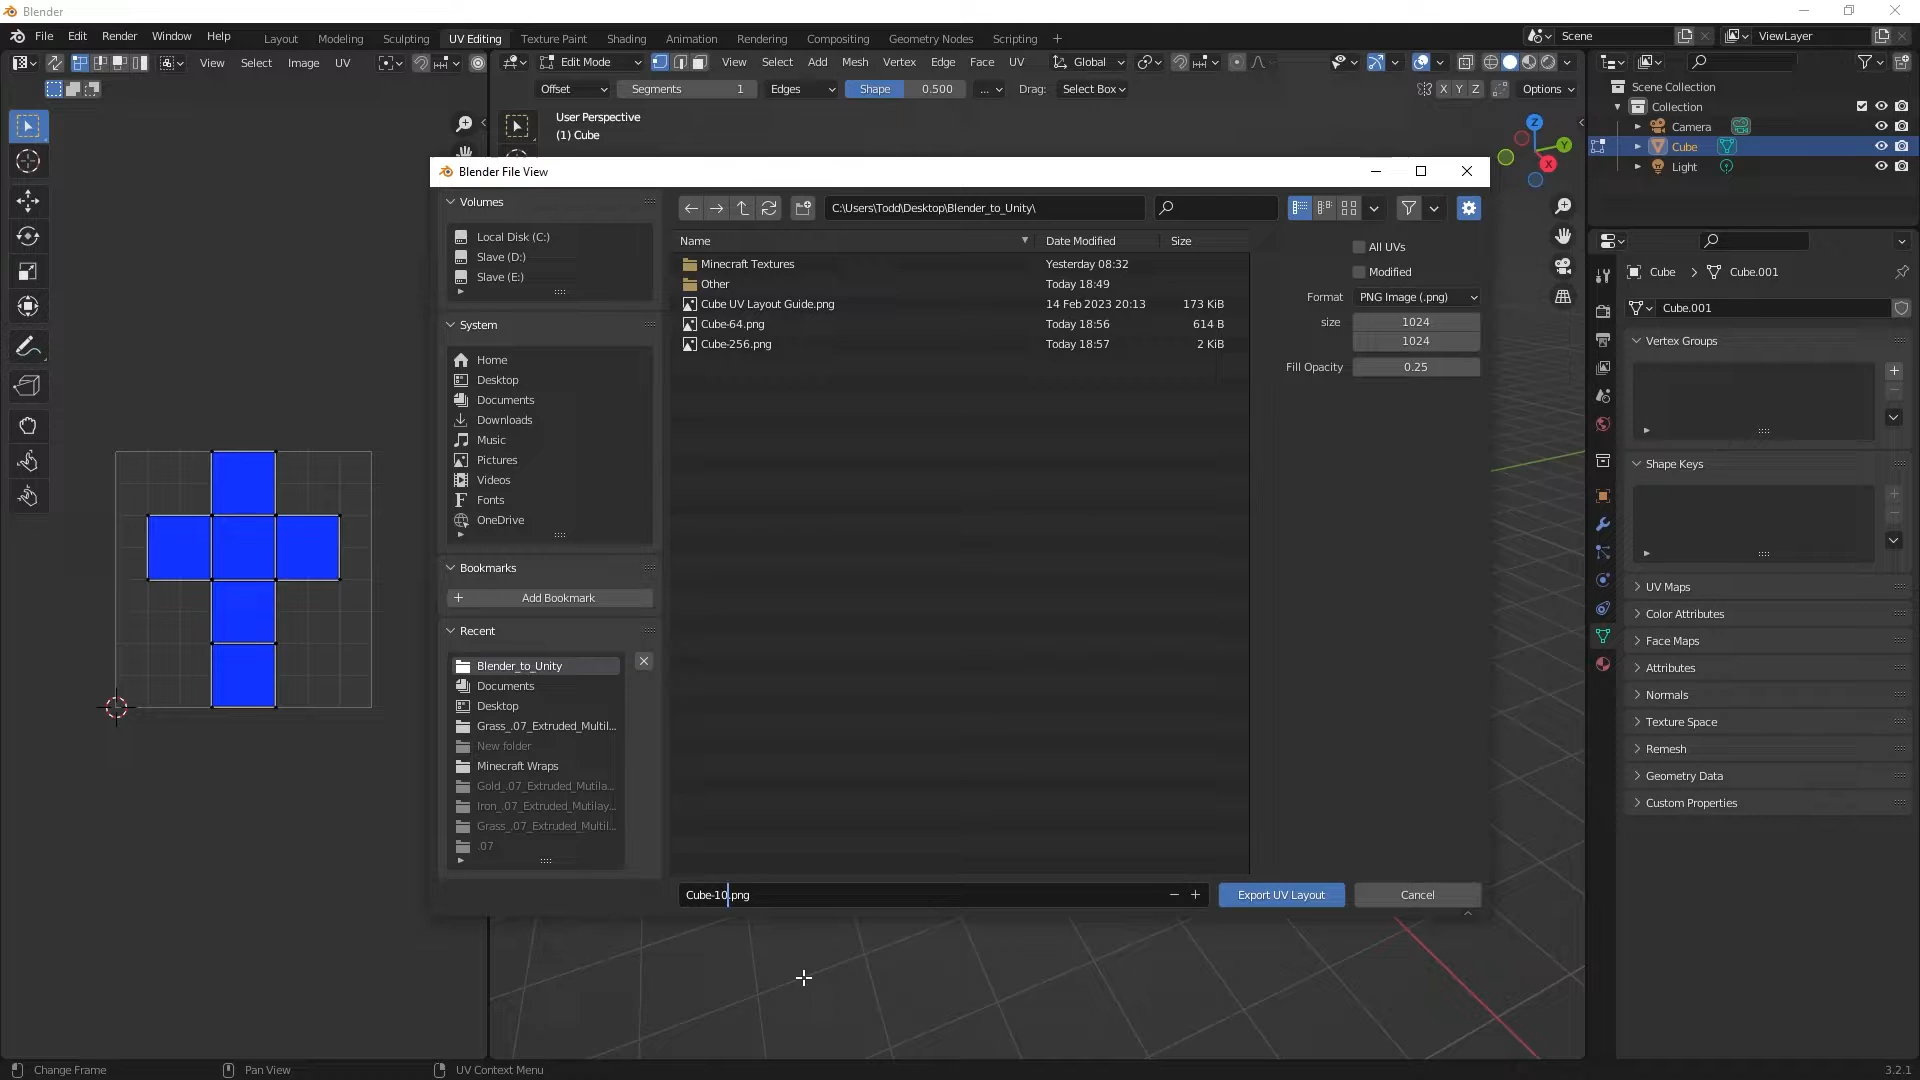 Blender
File Edit Render Window Help Layout Modeling Sculpting UV Editing Texture Paint Shading Animation Rendering Compositing Geometry Nodes Scripting + Scene ViewLayer
View Select Image UV Edit Mode View Select Add Mesh Vertex Edge Face UV Global
Offset Segments 1 Edges Shape 0.500 ... Drag: Select Box X Y Z Options
User Perspective
(1) Cube
Z
Y
X
Scene Collection
Collection
Camera
Cube
Light
Blender File View
Volumes
Local Disk (C:)
Slave (D:)
Slave (E:)
System
Home
Desktop
Documents
Downloads
Music
Pictures
Videos
Fonts
OneDrive
Bookmarks
Add Bookmark
Recent
Blender_to_Unity
Documents
Desktop
Grass_.07_Extruded_Multil...
New folder
Minecraft Wraps
Gold_.07_Extruded_Mutila...
Iron_.07_Extruded_Mutilay...
Grass_.07_Extruded_Multil...
.07
C:\Users\Todd\Desktop\Blender_to_Unity\
Name Date Modified Size
Minecraft Textures Yesterday 08:32
Other Today 18:49
Cube UV Layout Guide.png 14 Feb 2023 20:13 173 KiB
Cube-64.png Today 18:56 614 B
Cube-256.png Today 18:57 2 KiB
All UVs
Modified
Format PNG Image (.png)
size 1024
1024
Fill Opacity 0.25
Cube-10.png Export UV Layout Cancel
Cube Cube.001
Cube.001
Vertex Groups
Shape Keys
UV Maps
Color Attributes
Face Maps
Attributes
Normals
Texture Space
Remesh
Geometry Data
Custom Properties
Change Frame Pan View UV Context Menu 3.2.1